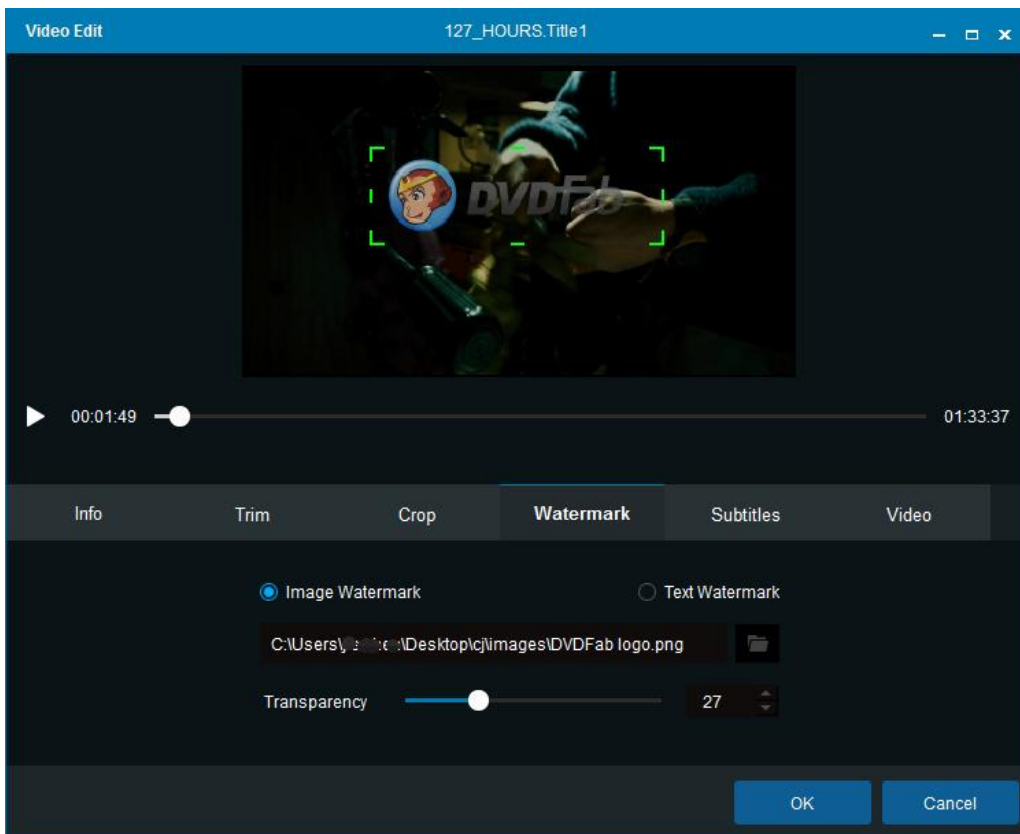 Video Edit 127_HOURS.Title1
DVDFab
00:01:49 01:33:37
Info Trim Crop Watermark Subtitles Video
Image Watermark Text Watermark
C:\Users\ \Desktop\cj\images\DVDFab logo.png
Transparency 27
OK Cancel